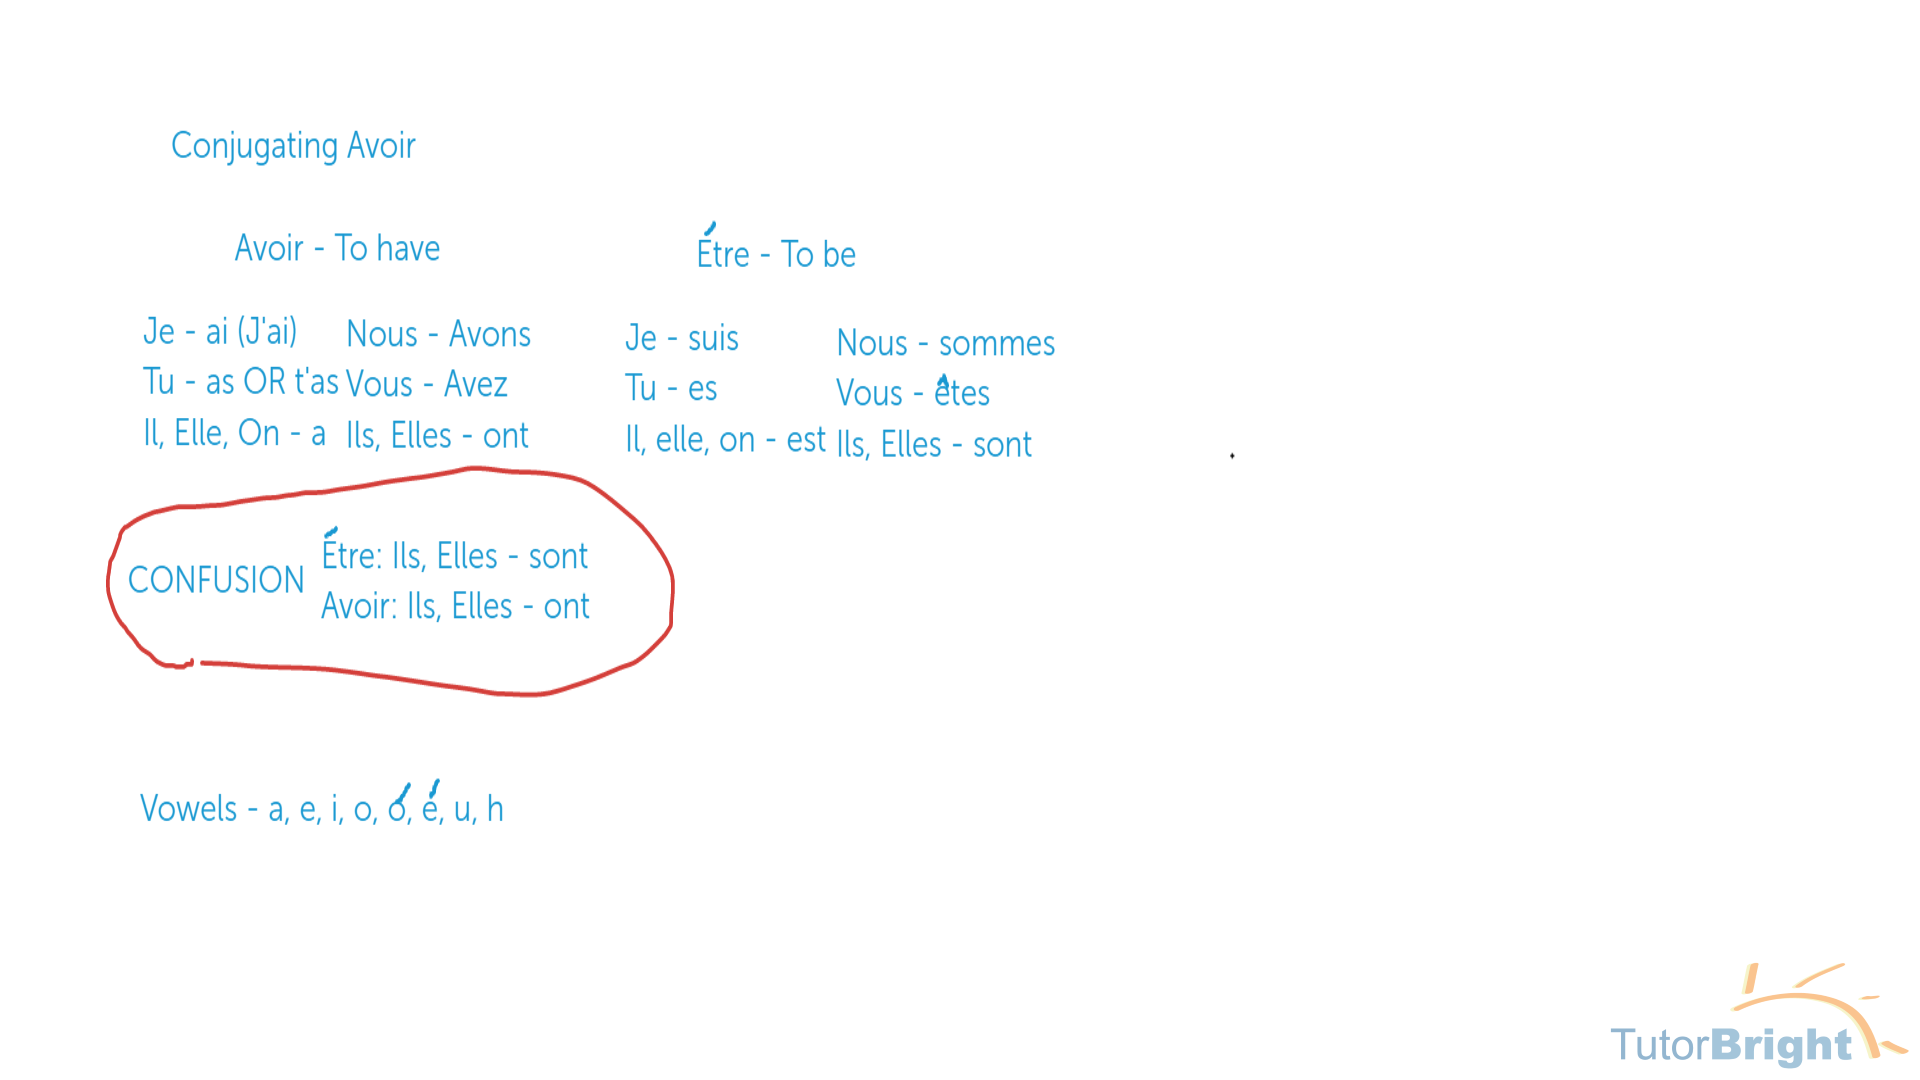 Conjugating Avoir
Avoir - To have
Étre - To be
Je - ai (J'ai)
Tu - as OR t'as
Il, Elle, On - a
Nous - Avons
Vous - Avez
Ils, Elles - ont
Je - suis
Tu - es
Il, elle, on - est
Nous - sommes
Vous - êtes
Ils, Elles - sont
CONFUSION
Étre: Ils, Elles - sont
Avoir: Ils, Elles - ont
Vowels - a, e, i, o, ó, é, u, h
TutorBright